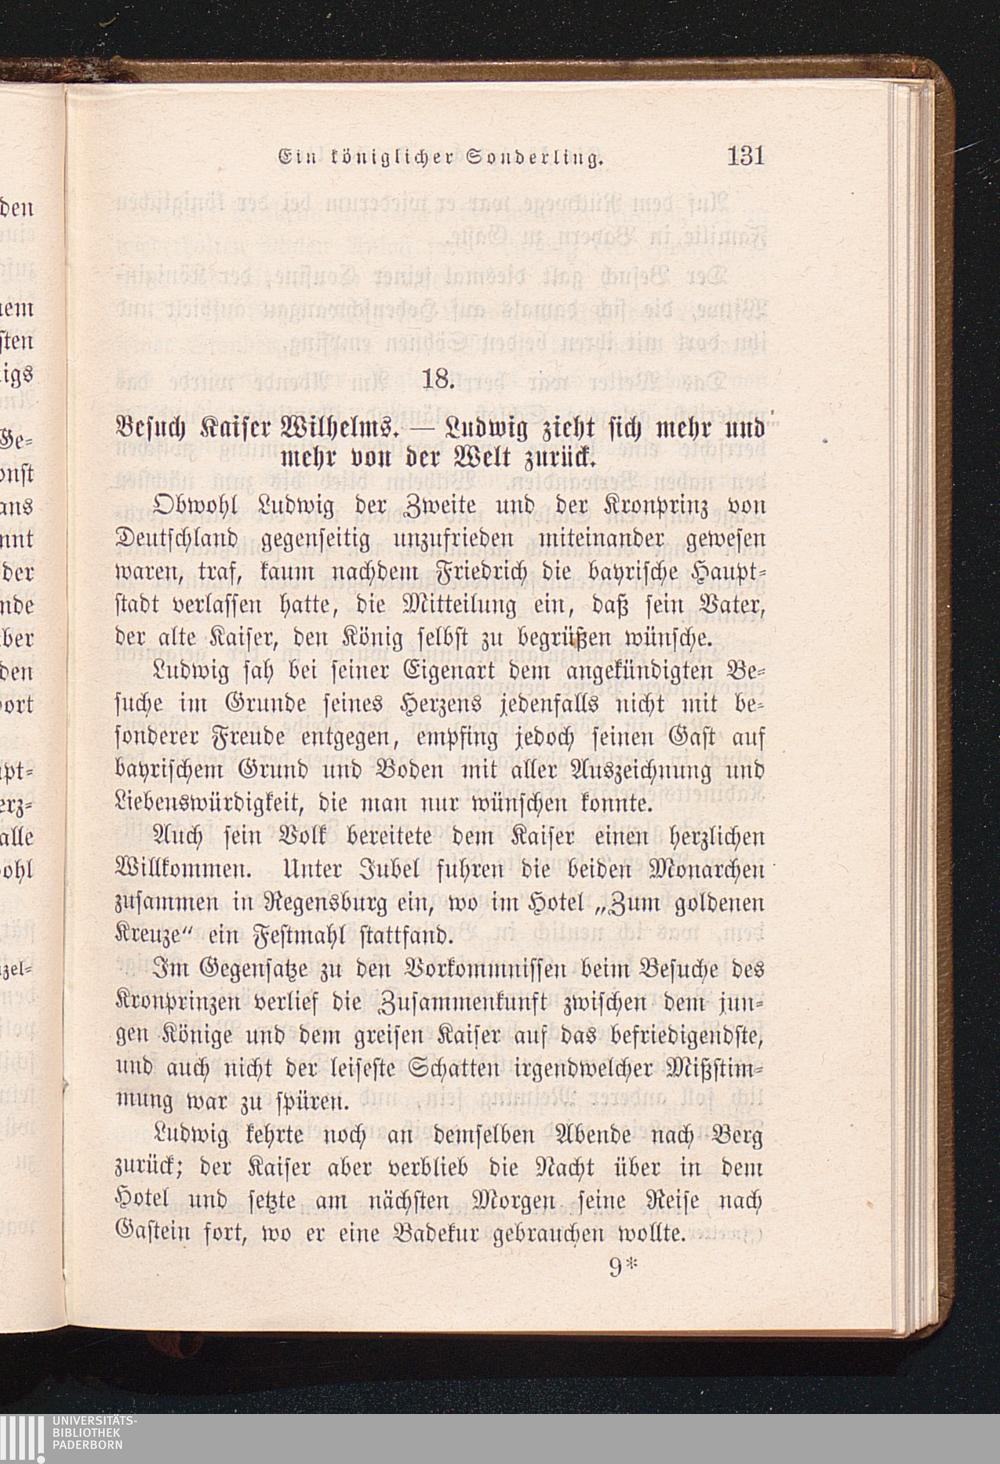 Ein königlicher Sonderling. 131
18.
Besuch Kaiser Wilhelms. — Ludwig zieht sich mehr und
mehr von der Welt zurück.
Obwohl Ludwig der Zweite und der Kronprinz von
Deutschland gegenseitig unzufrieden miteinander gewesen
waren, traf, kaum nachdem Friedrich die bayrische Haupt-
stadt verlassen hatte, die Mitteilung ein, daß sein Vater,
der alte Kaiser, den König selbst zu begrüßen wünsche.
Ludwig sah bei seiner Eigenart dem angekündigten Be-
suche im Grunde seines Herzens jedenfalls nicht mit be-
sonderer Freude entgegen, empfing jedoch seinen Gast auf
bayrischem Grund und Boden mit aller Auszeichnung und
Liebenswürdigkeit, die man nur wünschen konnte.
Auch sein Volk bereitete dem Kaiser einen herzlichen
Willkommen. Unter Jubel fuhren die beiden Monarchen
zusammen in Regensburg ein, wo im Hotel „Zum goldenen
Kreuze“ ein Festmahl stattfand.
Im Gegensatze zu den Vorkommnissen beim Besuche des
Kronprinzen verlief die Zusammenkunft zwischen dem jun-
gen Könige und dem greisen Kaiser auf das befriedigendste,
und auch nicht der leiseste Schatten irgendwelcher Mißstim-
mung war zu spüren.
Ludwig kehrte noch an demselben Abende nach Berg
zurück; der Kaiser aber verblieb die Nacht über in dem
Hotel und setzte am nächsten Morgen seine Reise nach
Gastein fort, wo er eine Badekur gebrauchen wollte.
9*
UNIVERSITÄTS-
BIBLIOTHEK
PADERBORN